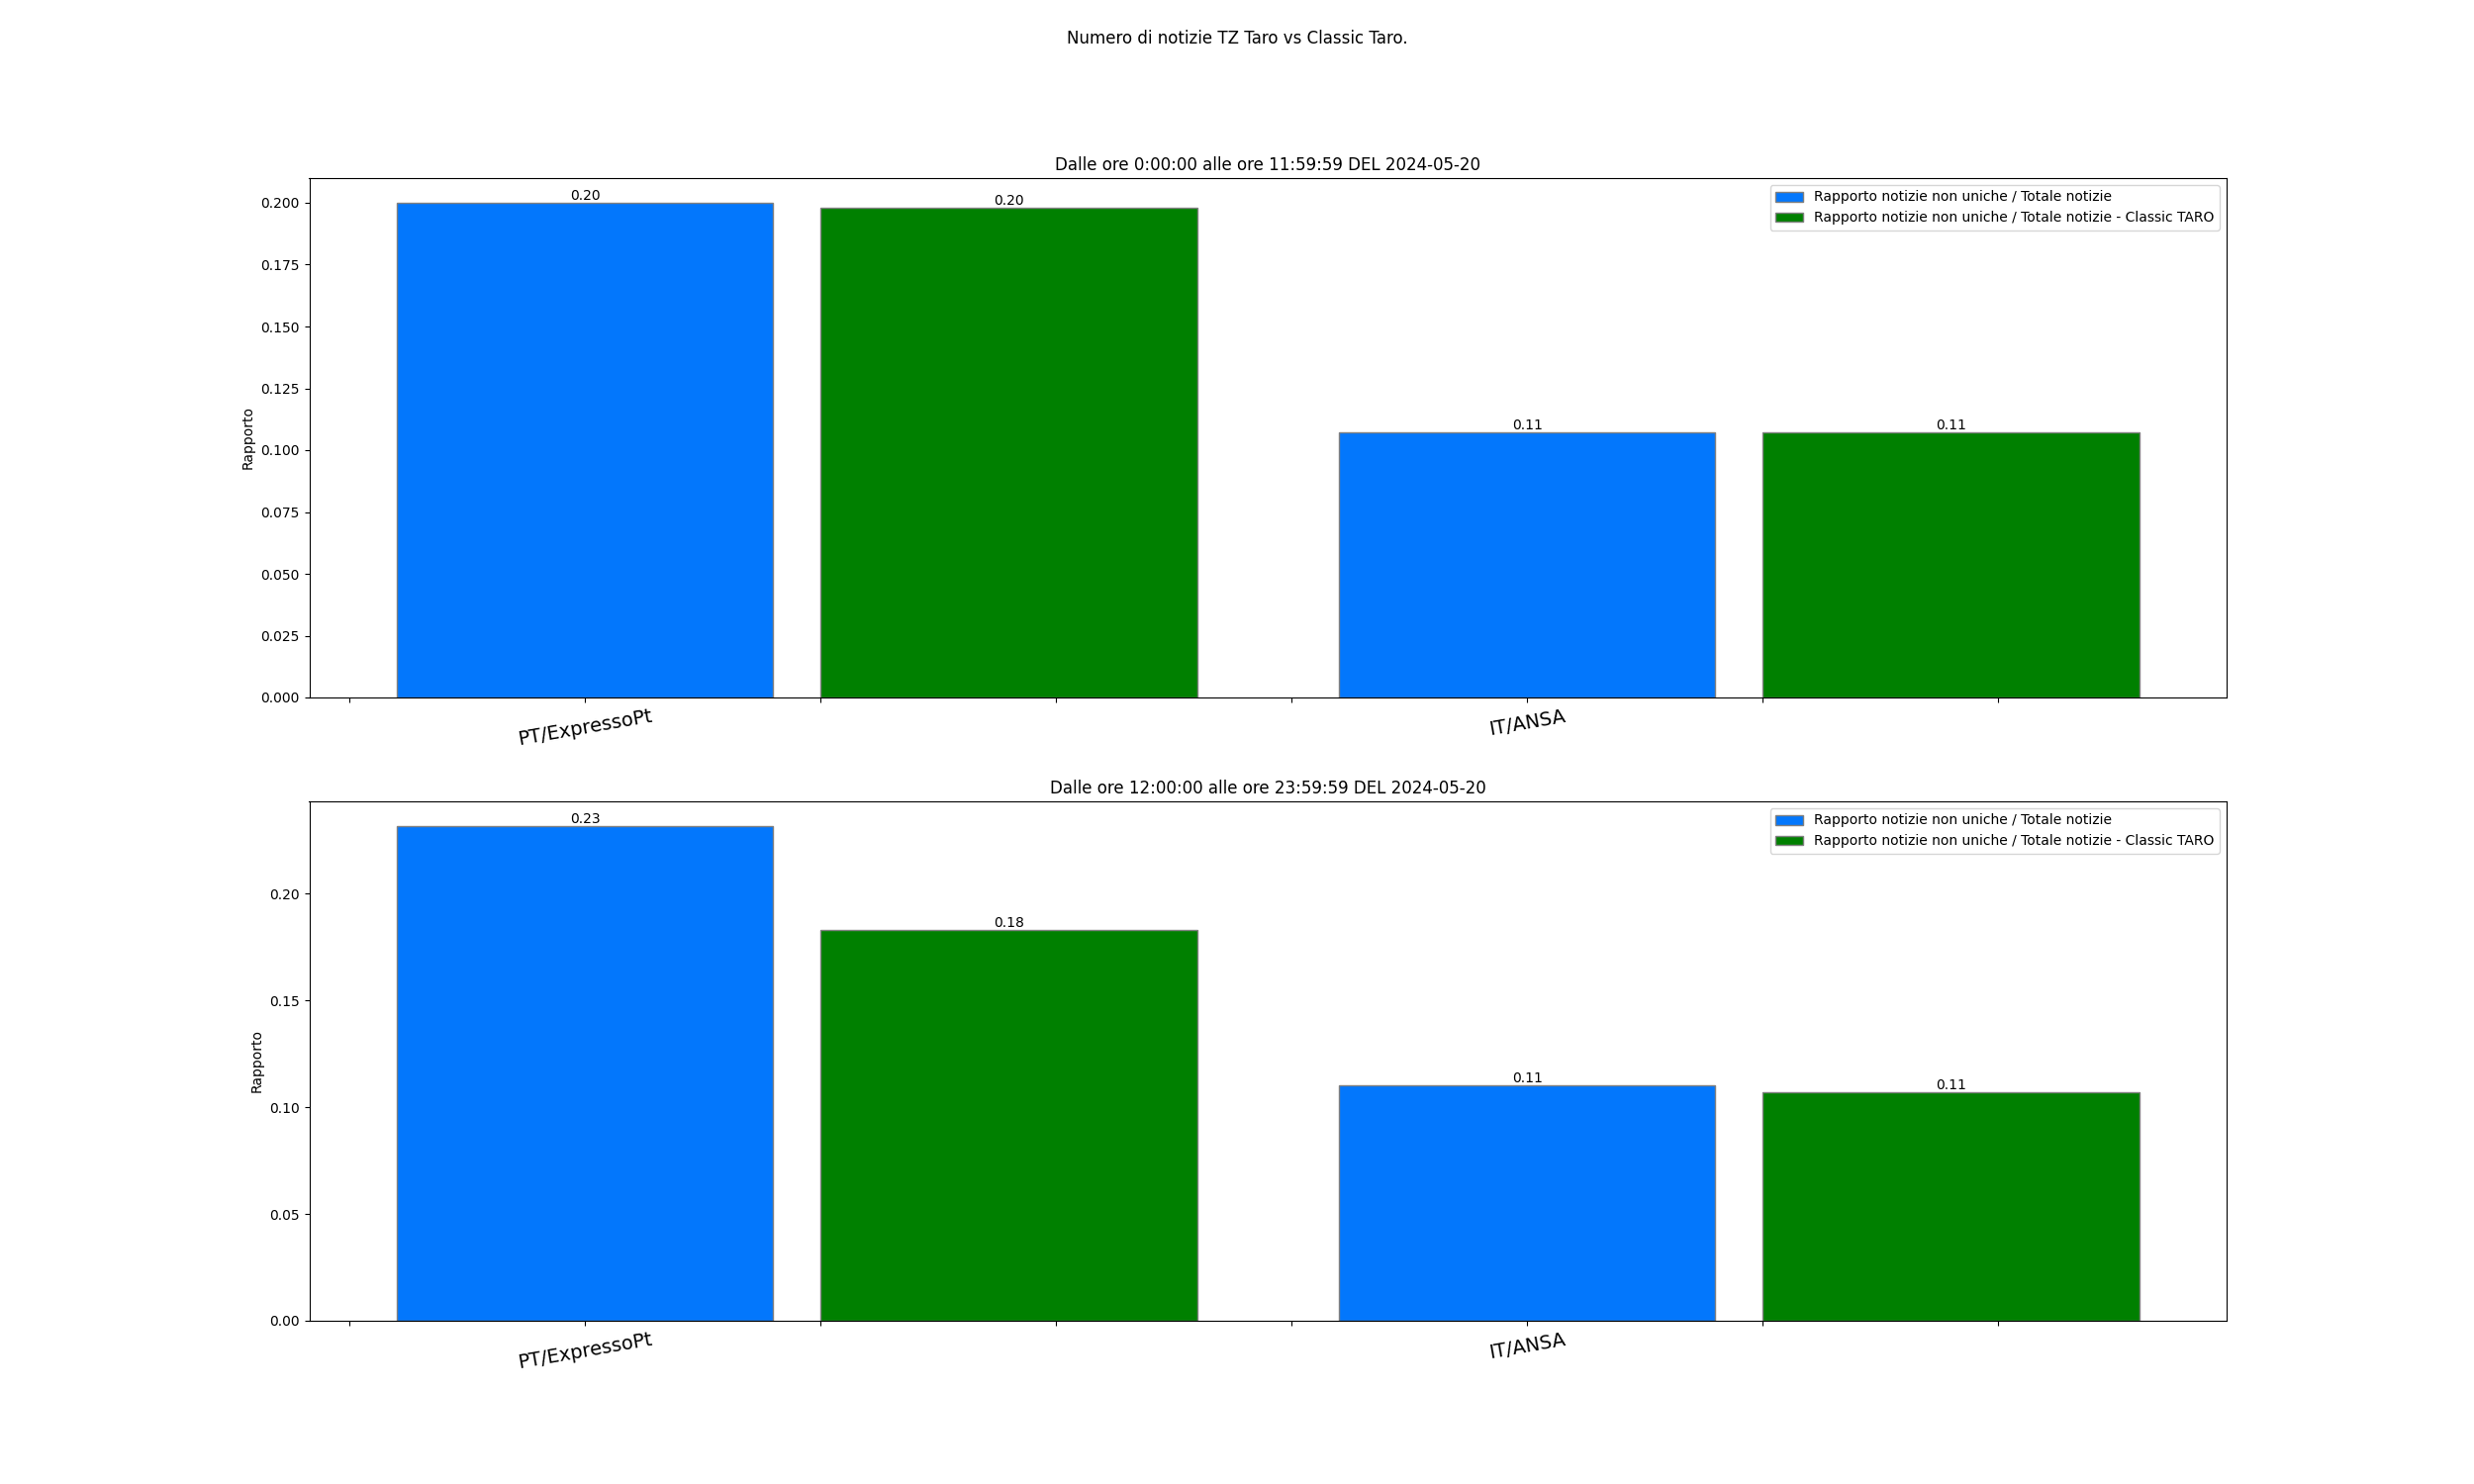 Numero di notizie TZ Taro vs Classic Taro.
Dalle ore 0:00:00 alle ore 11:59:59 DEL 2024-05-20
Rapporto notizie non uniche / Totale notizie
Rapporto notizie non uniche / Totale notizie - Classic TARO
0.20
0.20
0.11
0.11
0.200
0.175
0.150
0.125
0.100
0.075
0.050
0.025
0.000
Rapporto
PT/ExpressoPt
IT/ANSA
Dalle ore 12:00:00 alle ore 23:59:59 DEL 2024-05-20
Rapporto notizie non uniche / Totale notizie
Rapporto notizie non uniche / Totale notizie - Classic TARO
0.23
0.18
0.11
0.11
0.20
0.15
0.10
0.05
0.00
Rapporto
PT/ExpressoPt
IT/ANSA